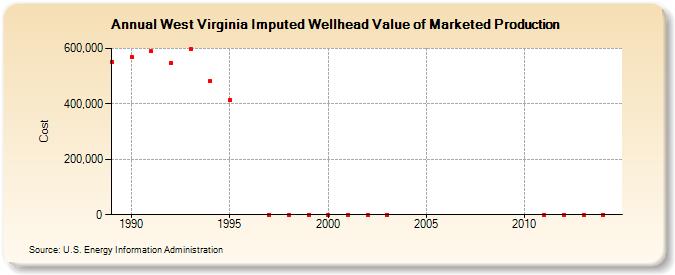 Annual West Virginia Imputed Wellhead Value of Marketed Production
600,000
400,000
200,000
0
Cost
1990 1995 2000 2005 2010
Source: U.S. Energy Information Administration